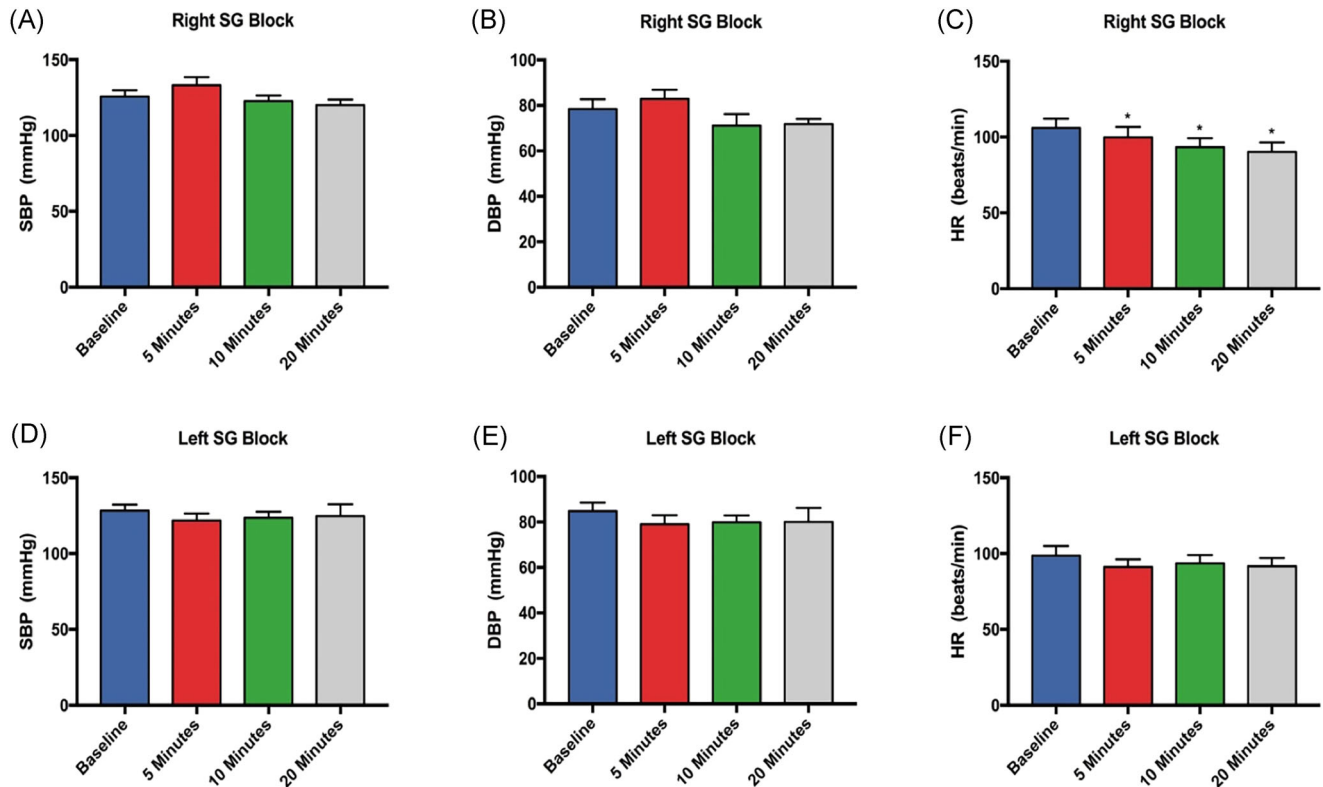 (A)
Right SG Block
SBP (mmHg)
150
100
50
0
Baseline
5 Minutes
10 Minutes
20 Minutes
(B)
Right SG Block
DBP (mmHg)
100
80
60
40
20
0
Baseline
5 Minutes
10 Minutes
20 Minutes
(C)
Right SG Block
HR (beats/min)
150
100
50
0
*
*
*
Baseline
5 Minutes
10 Minutes
20 Minutes
(D)
Left SG Block
SBP (mmHg)
150
100
50
0
Baseline
5 Minutes
10 Minutes
20 Minutes
(E)
Left SG Block
DBP (mmHg)
100
80
60
40
20
0
Baseline
5 Minutes
10 Minutes
20 Minutes
(F)
Left SG Block
HR (beats/min)
150
100
50
0
Baseline
5 Minutes
10 Minutes
20 Minutes